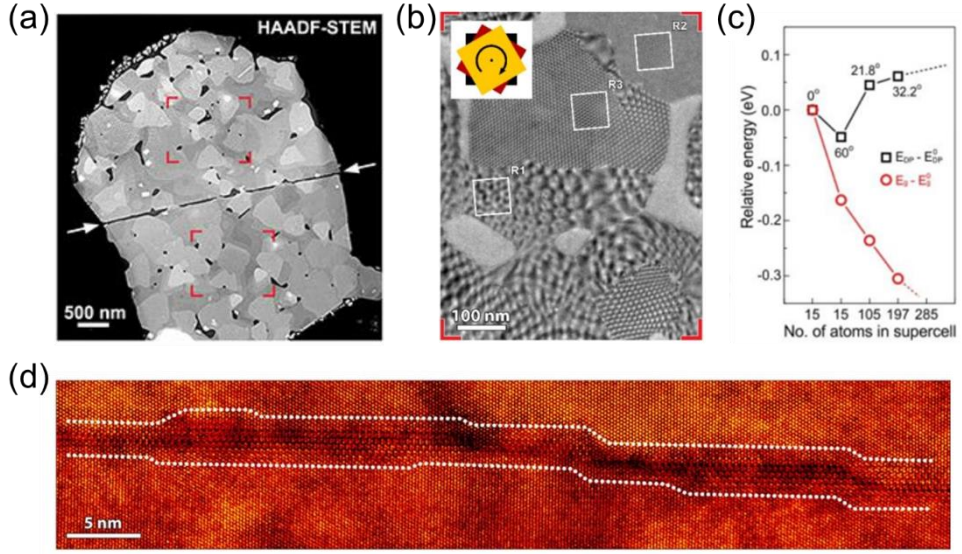 (a)
HAADF-STEM
500 nm
(b)
R2
R3
R1
100 nm
(c)
Relative energy (eV)
0.1
0.0
-0.1
-0.2
-0.3
0°
60°
21.8°
32.2°
E_DP - E⁰_DP
15 15 105 197 285
No. of atoms in supercell
(d)
5 nm